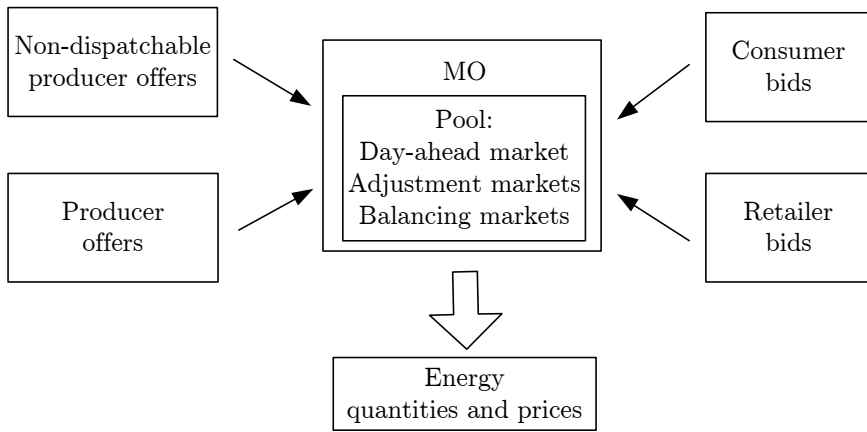 Non-dispatchable
producer offers
Producer
offers
MO
Pool:
Day-ahead market
Adjustment markets
Balancing markets
Consumer
bids
Retailer
bids
Energy
quantities and prices